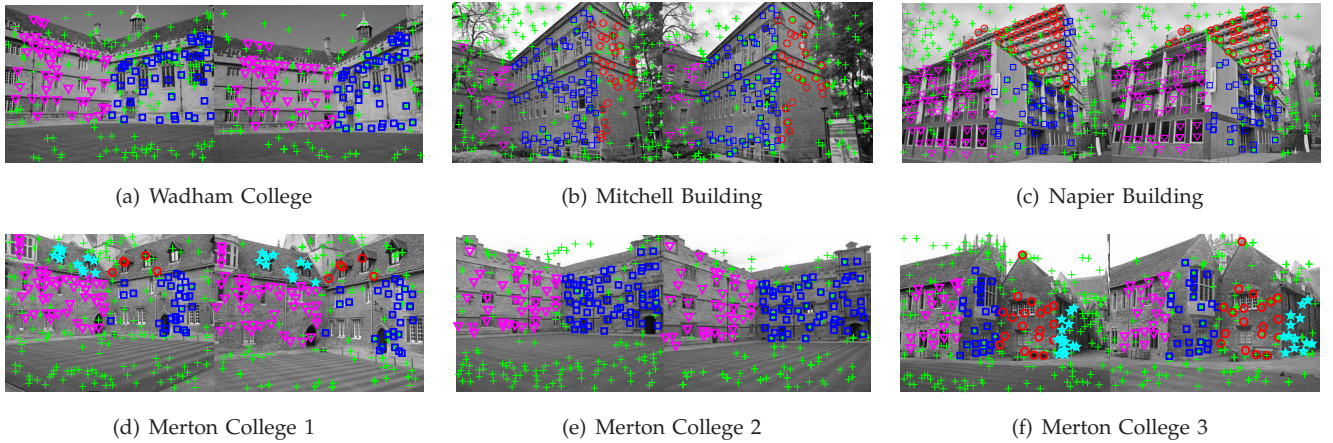 (a) Wadham College
(b) Mitchell Building
(c) Napier Building
(d) Merton College 1
(e) Merton College 2
(f) Merton College 3